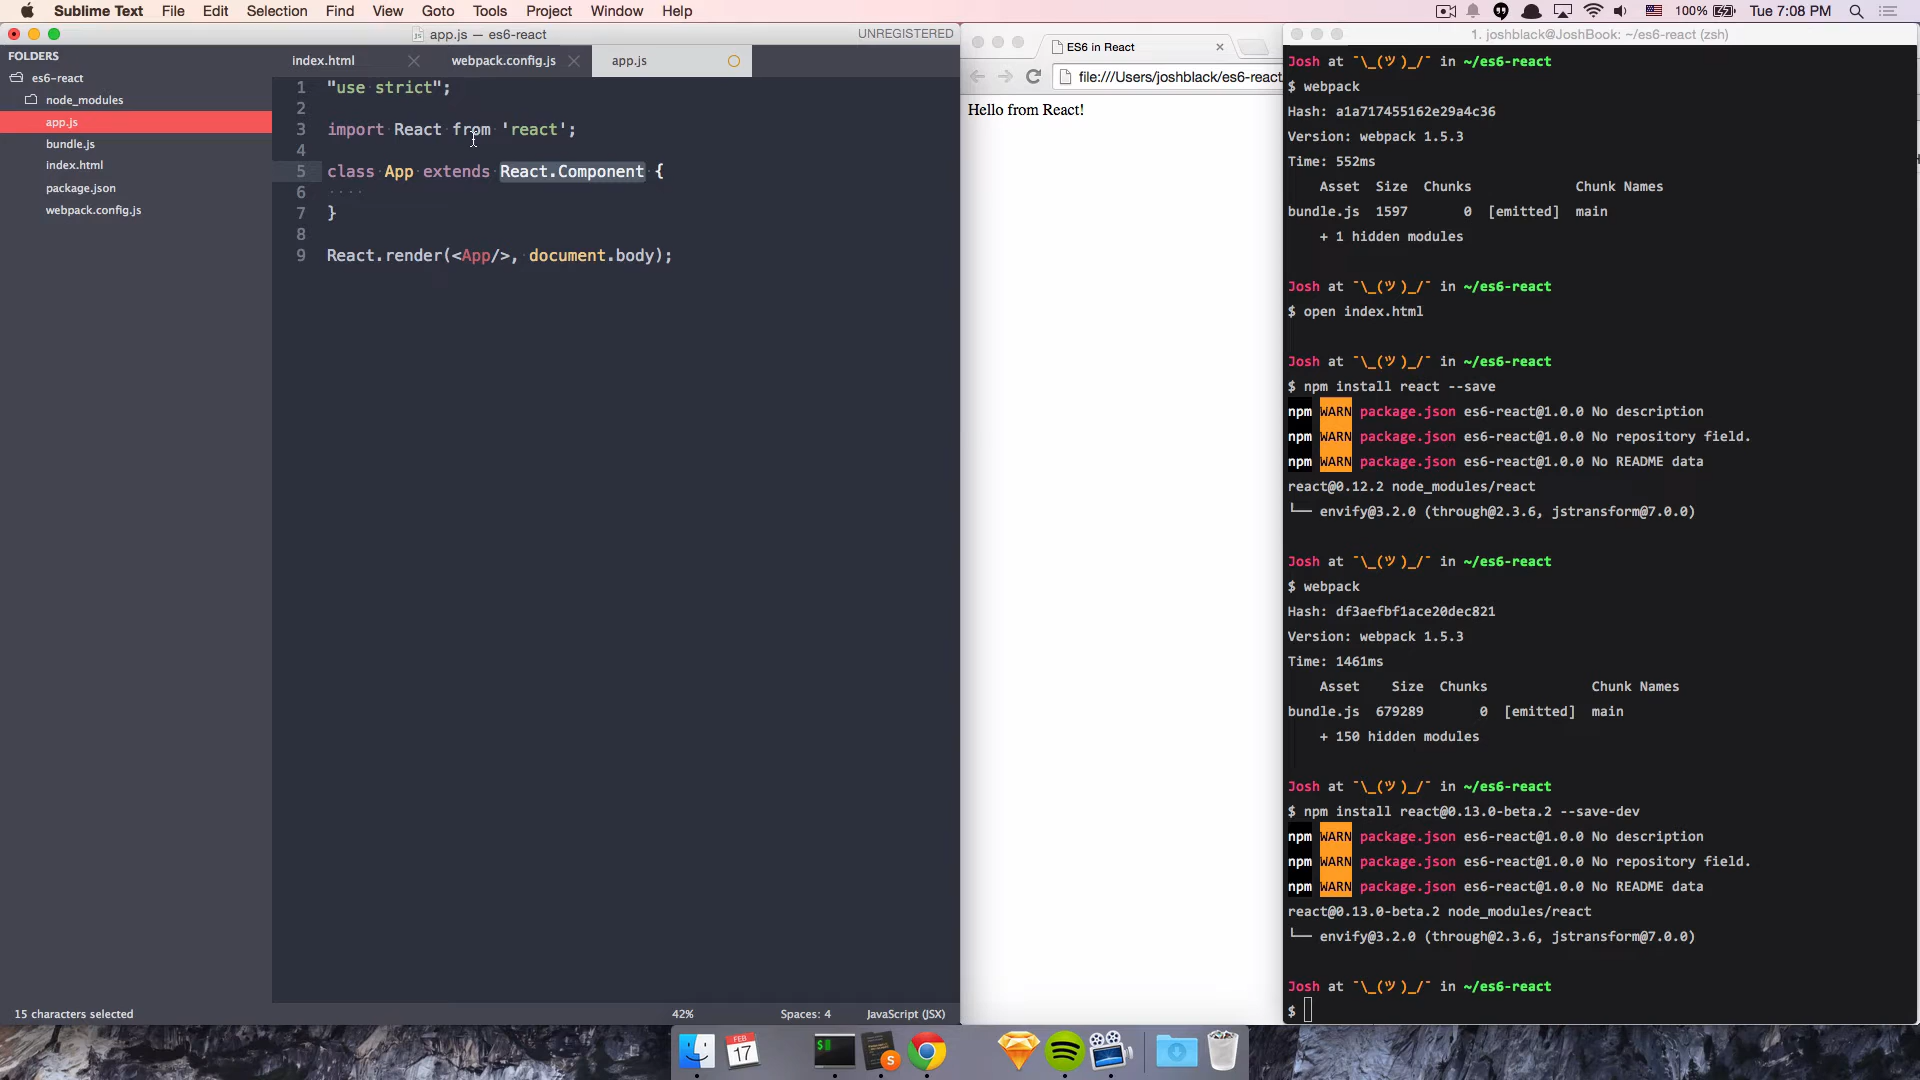 Sublime Text File Edit Selection Find View Goto Tools Project Window Help
100% Tue 7:08 PM
app.js — es6-react
UNREGISTERED
FOLDERS
es6-react
node_modules
app.js
bundle.js
index.html
package.json
webpack.config.js
index.html webpack.config.js app.js
1 "use strict";
2
3 import React from 'react';
4
5 class App extends React.Component {
6
7 }
8
9 React.render(<App/>, document.body);
15 characters selected
42%
Spaces: 4
JavaScript (JSX)
ES6 in React
file:///Users/joshblack/es6-react
Hello from React!
1. joshblack@JoshBook: ~/es6-react (zsh)
Josh at ¯\_(ツ)_/¯ in ~/es6-react
$ webpack
Hash: a1a717455162e29a4c36
Version: webpack 1.5.3
Time: 552ms
Asset Size Chunks Chunk Names
bundle.js 1597 0 [emitted] main
+ 1 hidden modules
Josh at ¯\_(ツ)_/¯ in ~/es6-react
$ open index.html
Josh at ¯\_(ツ)_/¯ in ~/es6-react
$ npm install react --save
npm WARN package.json es6-react@1.0.0 No description
npm WARN package.json es6-react@1.0.0 No repository field.
npm WARN package.json es6-react@1.0.0 No README data
react@0.12.2 node_modules/react
└── envify@3.2.0 (through@2.3.6, jstransform@7.0.0)
Josh at ¯\_(ツ)_/¯ in ~/es6-react
$ webpack
Hash: df3aefbf1ace20dec821
Version: webpack 1.5.3
Time: 1461ms
Asset Size Chunks Chunk Names
bundle.js 679289 0 [emitted] main
+ 150 hidden modules
Josh at ¯\_(ツ)_/¯ in ~/es6-react
$ npm install react@0.13.0-beta.2 --save-dev
npm WARN package.json es6-react@1.0.0 No description
npm WARN package.json es6-react@1.0.0 No repository field.
npm WARN package.json es6-react@1.0.0 No README data
react@0.13.0-beta.2 node_modules/react
└── envify@3.2.0 (through@2.3.6, jstransform@7.0.0)
Josh at ¯\_(ツ)_/¯ in ~/es6-react
$
FEB
17
$
S